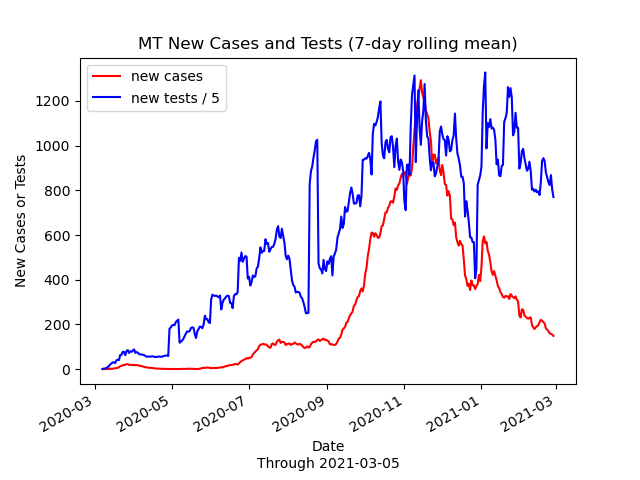 MT New Cases and Tests (7-day rolling mean)
new cases
new tests / 5
New Cases or Tests
1200
1000
800
600
400
200
0
2020-03
2020-05
2020-07
2020-09
2020-11
2021-01
2021-03
Date
Through 2021-03-05